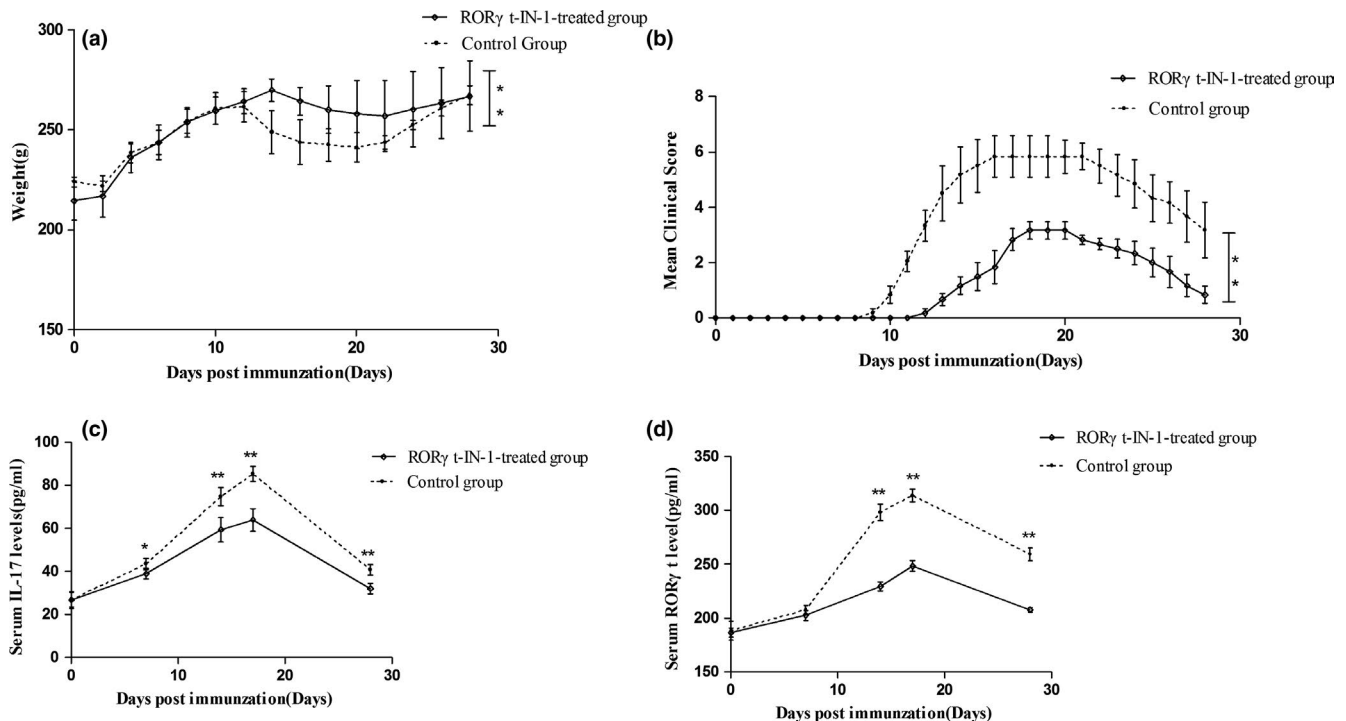 (a)
RORγ t-IN-1-treated group
Control Group
300
250
200
150
Weight(g)
0 10 20 30
Days post immunzation(Days)
*
*
(b)
RORγ t-IN-1-treated group
Control group
8
6
4
2
0
Mean Clinical Score
0 10 20 30
Days post immunzation(Days)
*
*
(c)
RORγ t-IN-1-treated group
Control group
100
80
60
40
20
0
Serum IL-17 levels(pg/ml)
* ** ** **
0 10 20 30
Days post immunzation(Days)
(d)
RORγ t-IN-1-treated group
Control group
350
300
250
200
150
Serum RORγ t level(pg/ml)
** ** **
0 10 20 30
Days post immunzation(Days)